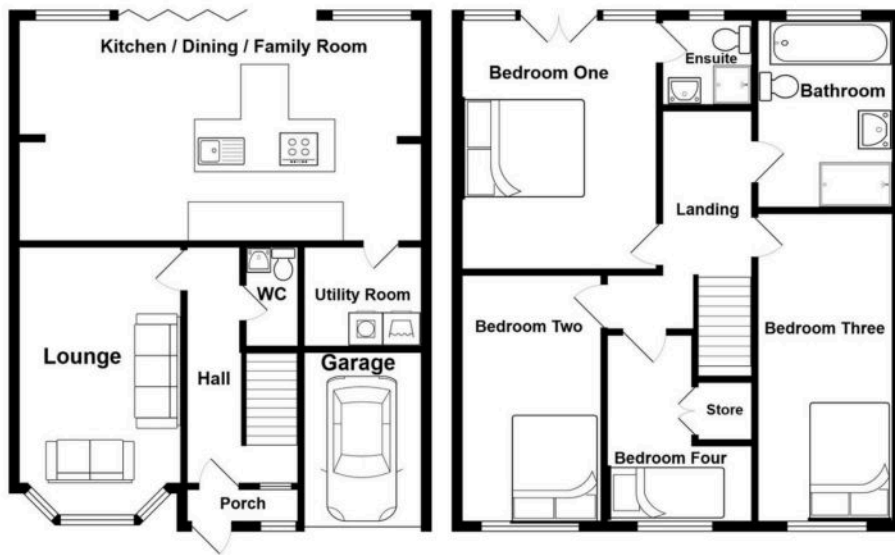 Kitchen / Dining / Family Room
Lounge
Hall
WC
Utility Room
Garage
Porch
Bedroom One
Ensuite
Bathroom
Landing
Bedroom Two
Bedroom Three
Store
Bedroom Four